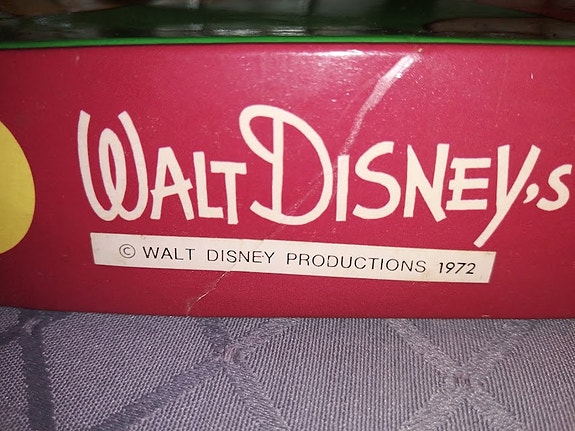 WALT DISNEY's
© WALT DISNEY PRODUCTIONS 1972